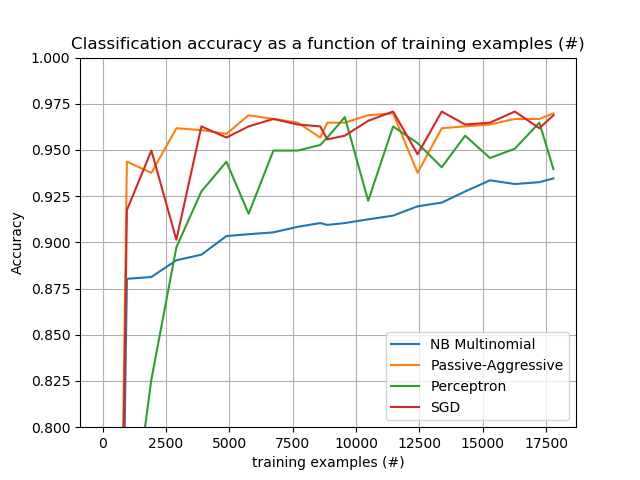 Classification accuracy as a function of training examples (#)
1.000
0.975
0.950
0.925
0.900
0.875
0.850
0.825
0.800
Accuracy
NB Multinomial
Passive-Aggressive
Perceptron
SGD
0 2500 5000 7500 10000 12500 15000 17500
training examples (#)